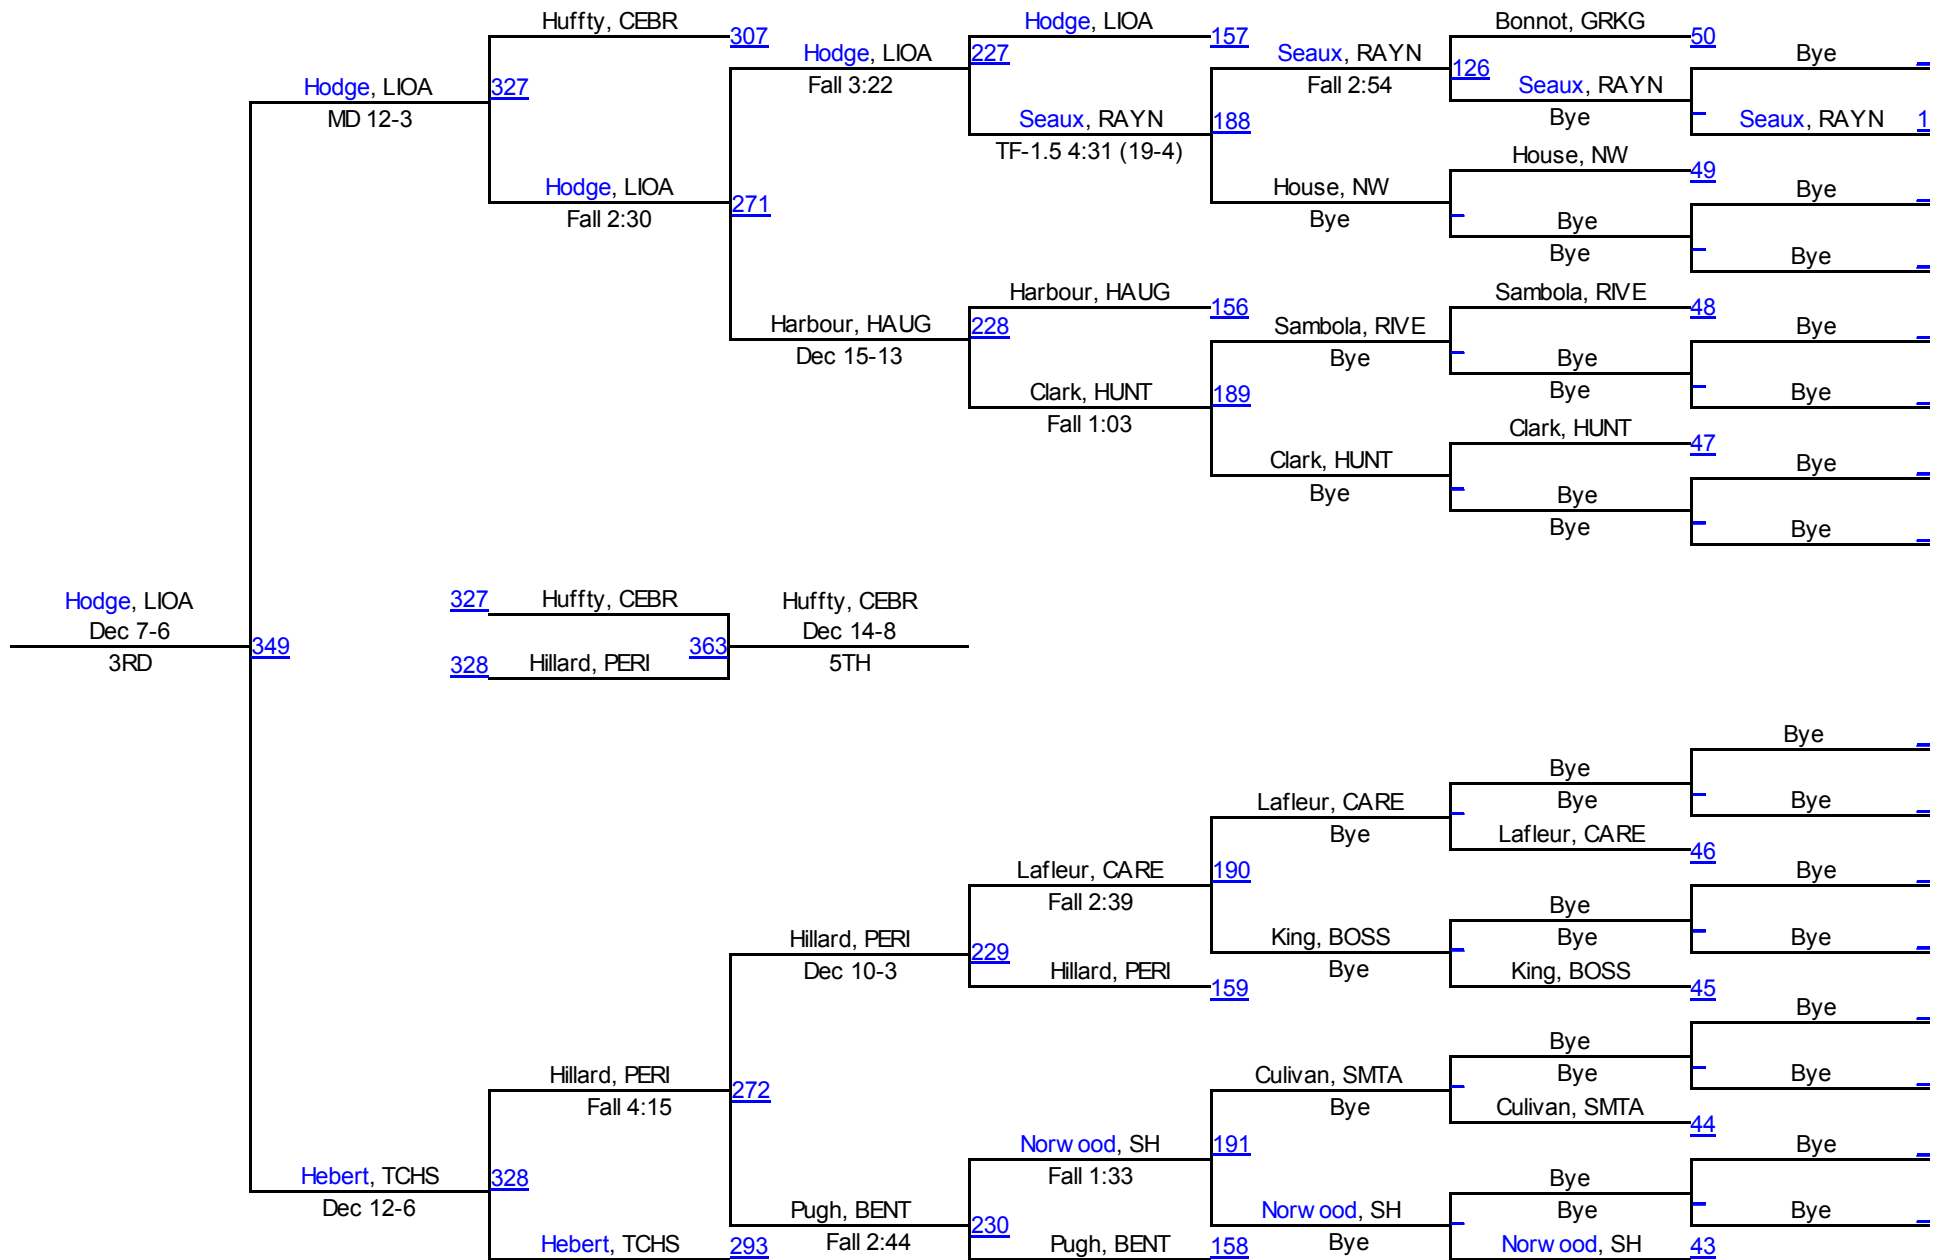 Huffty, CEBR
307
Hodge, LIOA
157
Bonnot, GRKG
50
Hodge, LIOA
227
Seaux, RAYN
Bye
Fall 3:22
Fall 2:54
126
Hodge, LIOA
327
Seaux, RAYN
MD 12-3
Seaux, RAYN
188
Bye
Seaux, RAYN 1
TF-1.5 4:31 (19-4)
House, NW
49
Hodge, LIOA
271
House, NW
Bye
Fall 2:30
Bye
Bye
Bye
Bye
Harbour, HAUG
156
Sambola, RIVE
48
Harbour, HAUG
228
Sambola, RIVE
Bye
Dec 15-13
Bye
Bye
Clark, HUNT
189
Bye
Bye
Fall 1:03
Clark, HUNT
47
Clark, HUNT
Bye
Bye
Bye
Bye
Bye
Hodge, LIOA
327
Huffty, CEBR
Huffty, CEBR
Dec 7-6
Dec 14-8
349
363
3RD
328
Hillard, PERI
5TH
Bye
Bye
Lafleur, CARE
Bye
Bye
Bye
Lafleur, CARE
46
Lafleur, CARE
190
Bye
Fall 2:39
Bye
Hillard, PERI
King, BOSS
Bye
Bye
Dec 10-3
229
Hillard, PERI
159
Bye
King, BOSS
45
Bye
Bye
Hillard, PERI
272
Culivan, SMTA
Bye
Bye
Fall 4:15
Bye
Culivan, SMTA
44
Norwood, SH
191
Bye
Hebert, TCHS
328
Fall 1:33
Bye
Dec 12-6
Pugh, BENT
230
Norwood, SH
Bye
Bye
Hebert, TCHS
293
Fall 2:44
Pugh, BENT
158
Bye
Norwood, SH
43